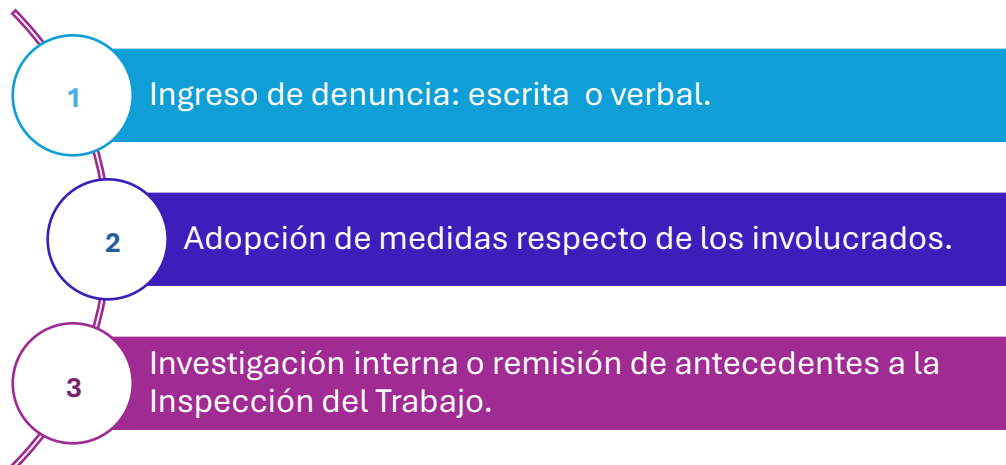 1
Ingreso de denuncia: escrita  o verbal.
2
Adopción de medidas respecto de los involucrados.
3
Investigación interna o remisión de antecedentes a la
Inspección del Trabajo.